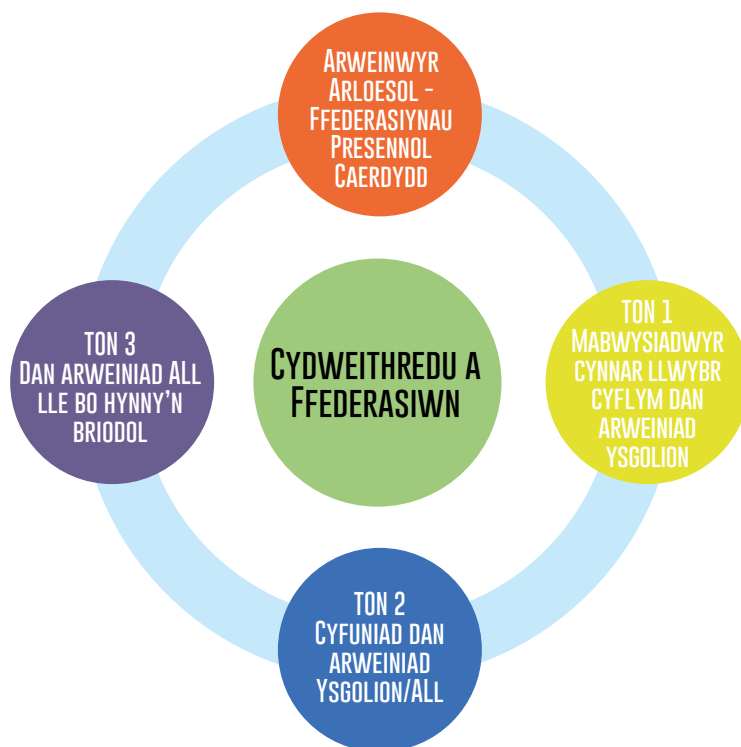 Arweinwyr
Arloesol -
Ffederasiynau
Presennol
Caerdydd
TON 1
Mabwysiadwyr
cynnar llwybr
cyflym dan
arweiniad
ysgolion
TON 2
Cyfuniad dan
arweiniad
Ysgolion/ALl
TON 3
Dan arweiniad ALl
lle bo hynny'n
briodol
Cydweithredu a
Ffederasiwn